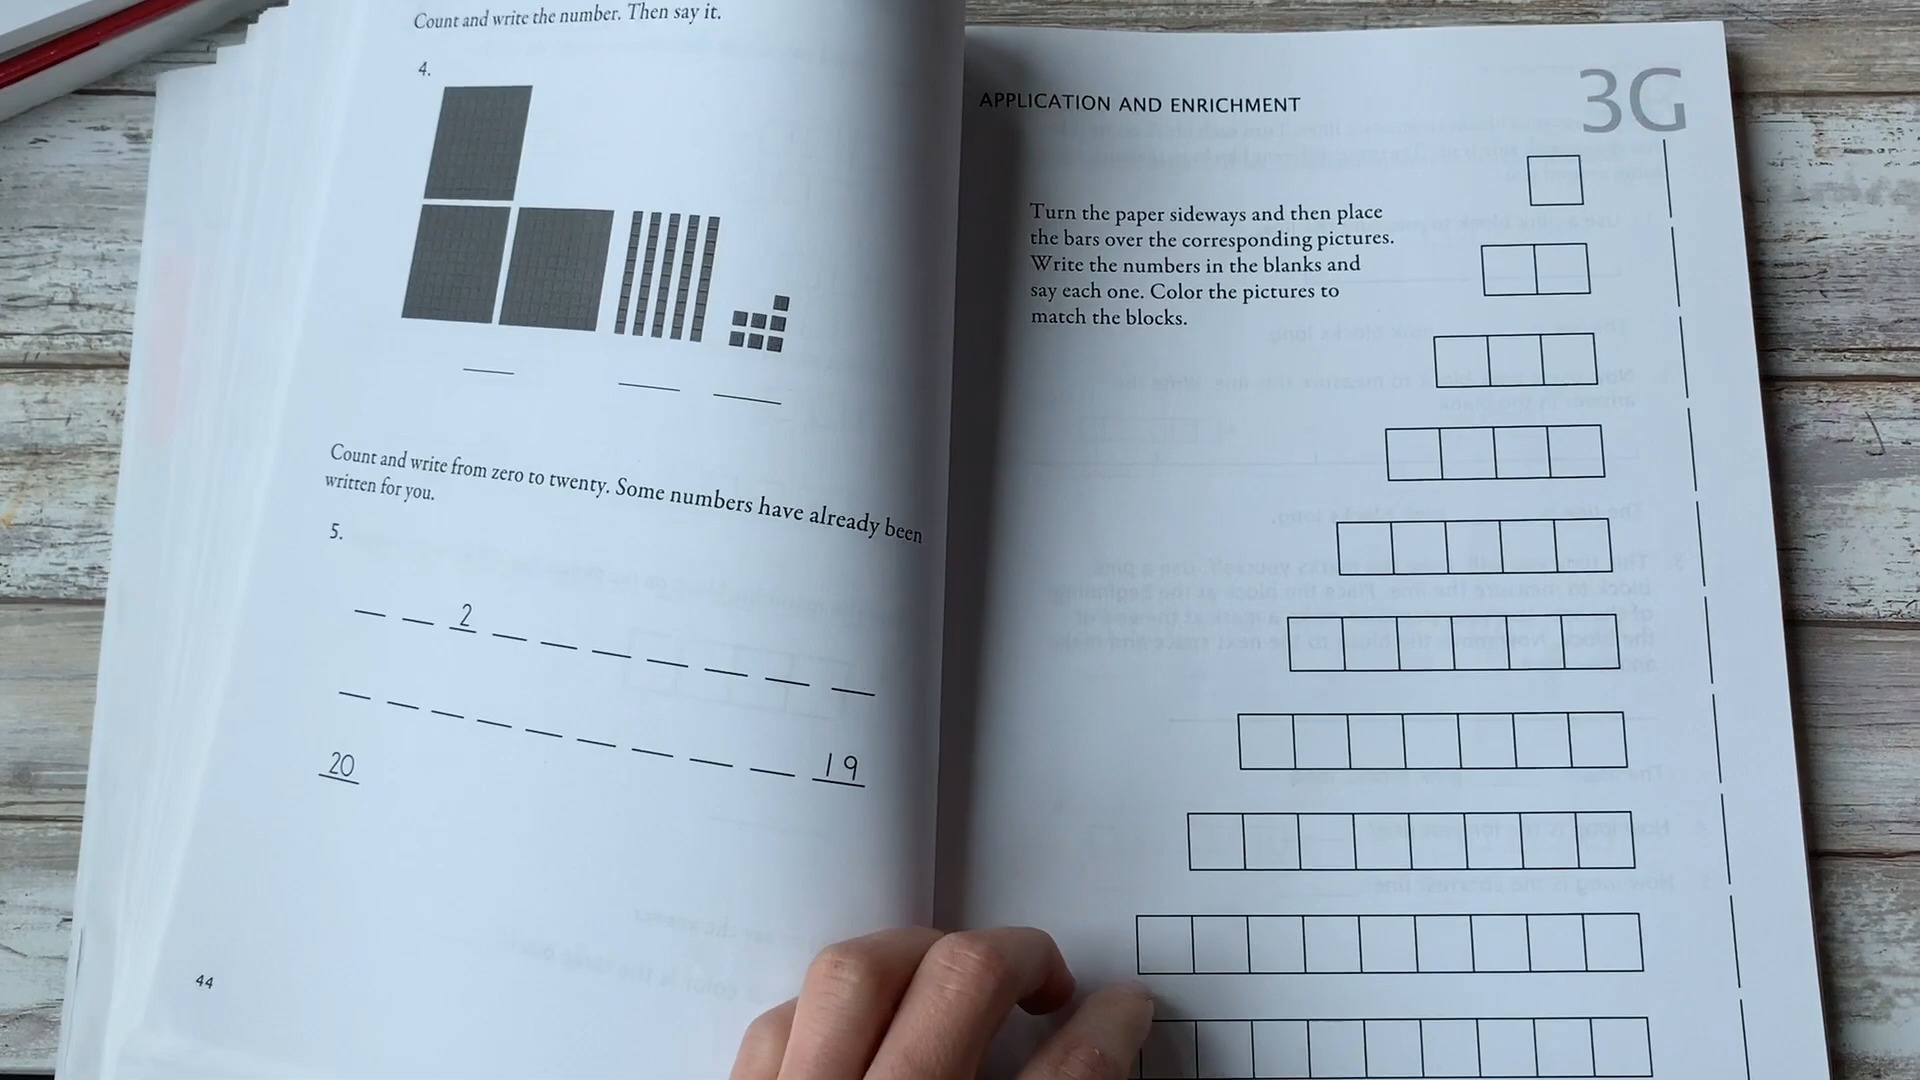 Count and write the number. Then say it.
4.
Count and write from zero to twenty. Some numbers have already been
written for you.
5.
2
19
20
44
APPLICATION AND ENRICHMENT
3G
Turn the paper sideways and then place
the bars over the corresponding pictures.
Write the numbers in the blanks and
say each one. Color the pictures to
match the blocks.